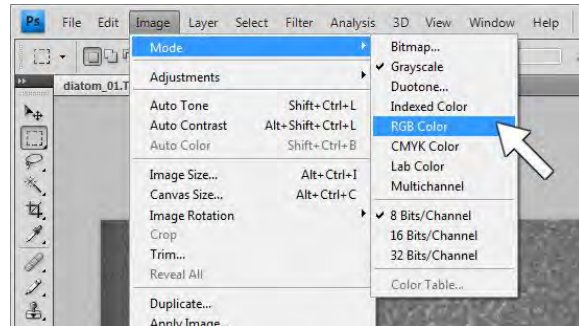 Ps File Edit Image Layer Select Filter Analysis 3D View Window Help
diatom_01.T
Mode
Adjustments
Auto Tone Shift+Ctrl+L
Auto Contrast Alt+Shift+Ctrl+L
Auto Color Shift+Ctrl+B
Image Size... Alt+Ctrl+I
Canvas Size... Alt+Ctrl+C
Image Rotation
Crop
Trim...
Reveal All
Duplicate...
Apply Image...
Bitmap...
Grayscale
Duotone...
Indexed Color
RGB Color
CMYK Color
Lab Color
Multichannel
8 Bits/Channel
16 Bits/Channel
32 Bits/Channel
Color Table...